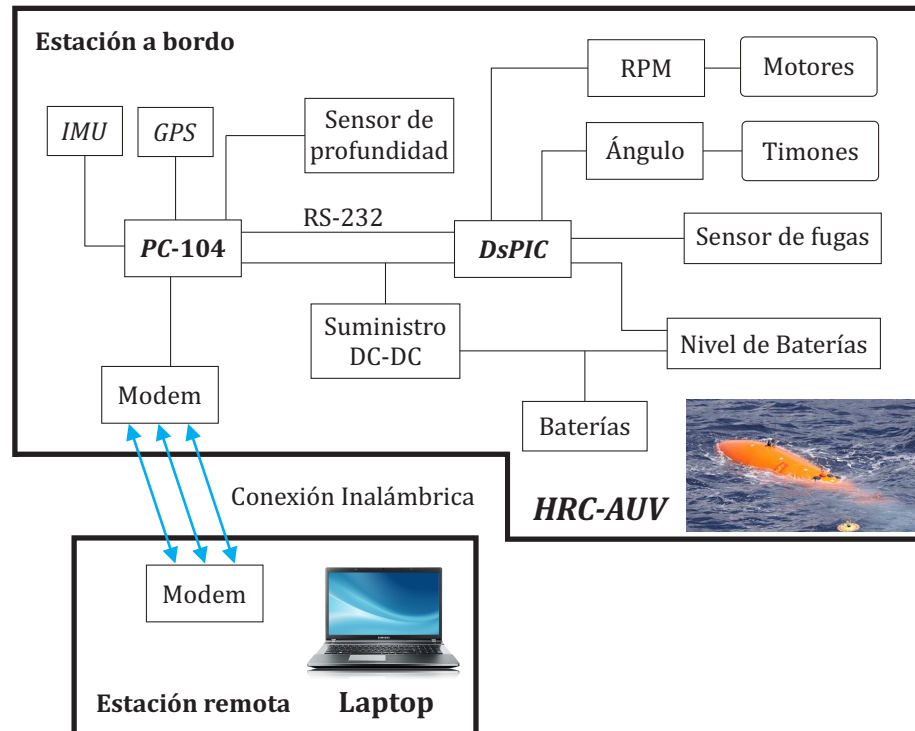 Estación a bordo
RPM
Motores
IMU
GPS
Sensor de
profundidad
Ángulo
Timones
RS-232
PC-104
DsPIC
Sensor de fugas
Suministro
DC-DC
Nivel de Baterías
Modem
Baterías
Conexión Inalámbrica
HRC-AUV
Modem
Estación remota
Laptop